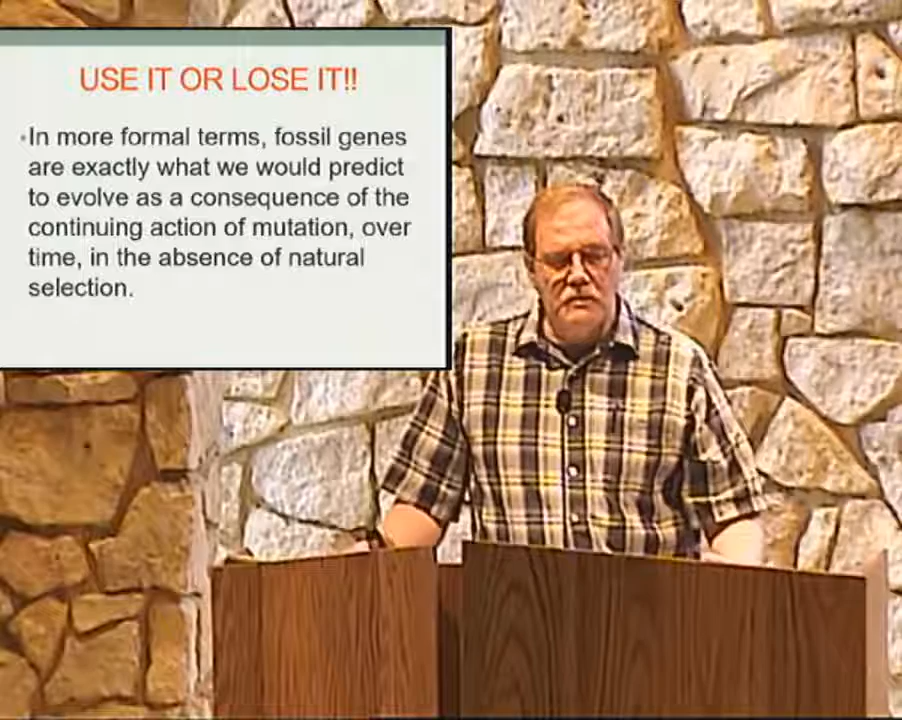 USE IT OR LOSE IT!!
•In more formal terms, fossil genes
are exactly what we would predict
to evolve as a consequence of the
continuing action of mutation, over
time, in the absence of natural
selection.